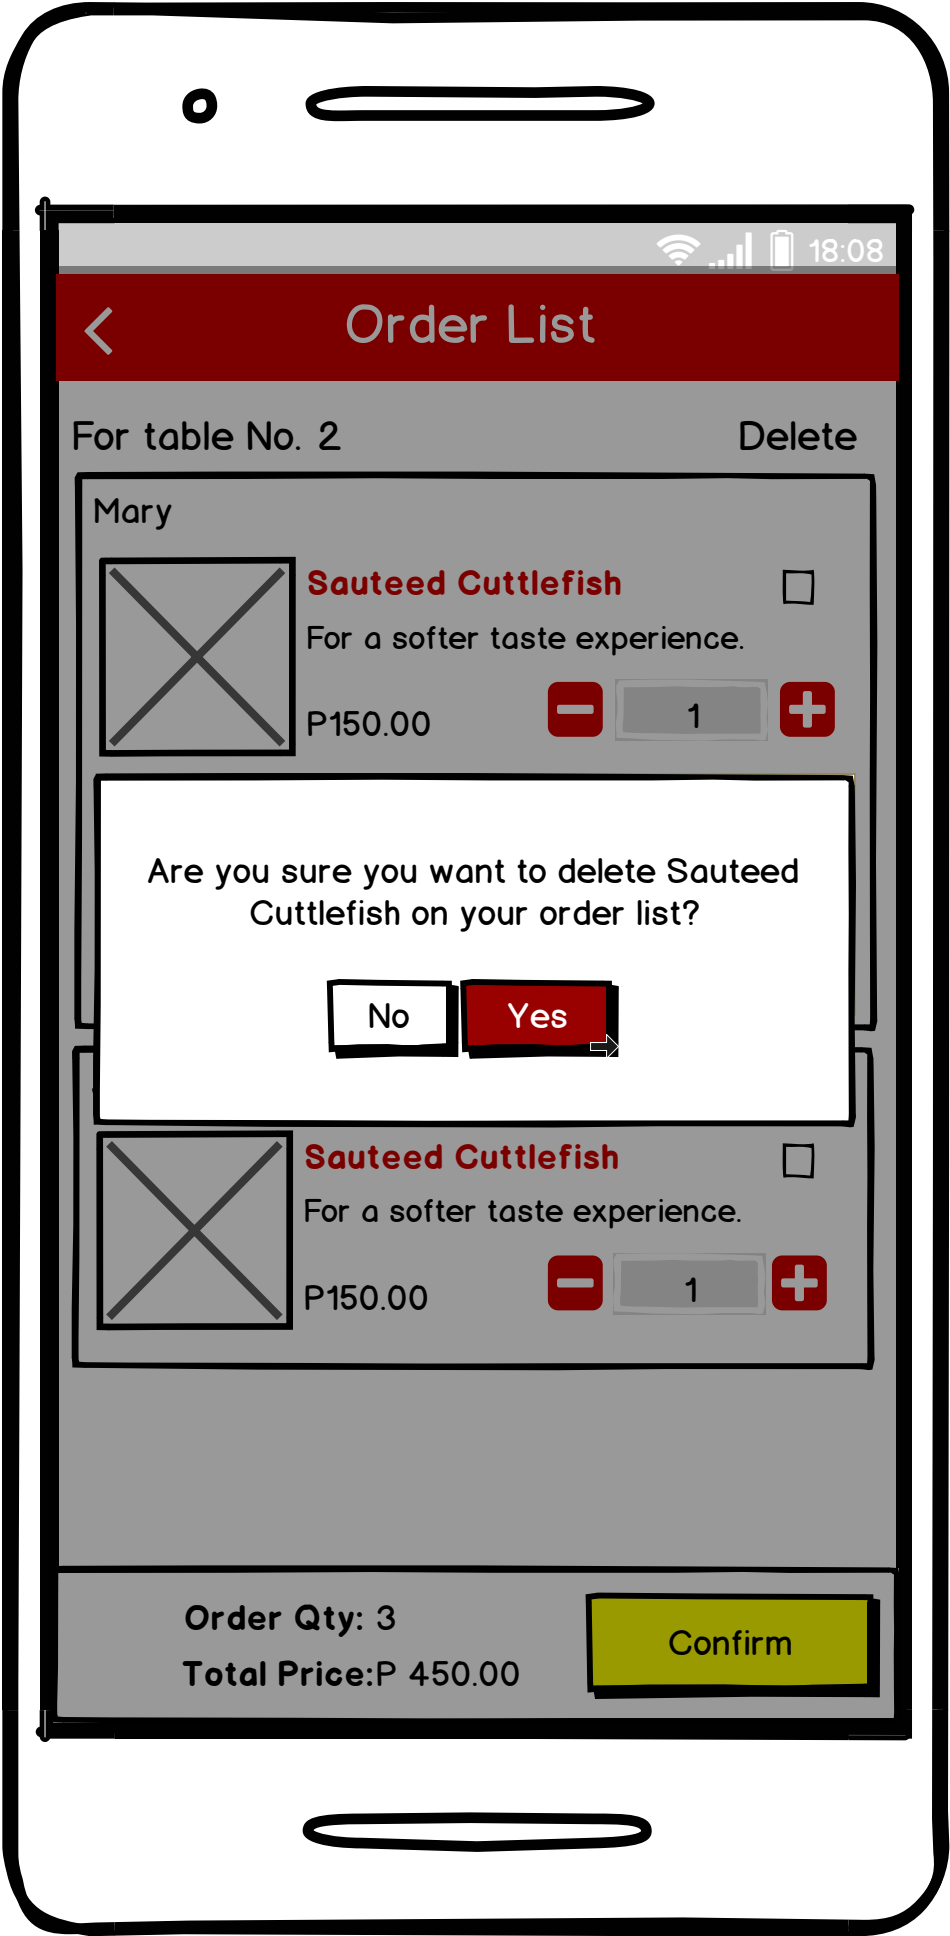 18:08
Order List
For table No. 2 Delete
Mary
Sauteed Cuttlefish
For a softer taste experience.
P150.00 1
Are you sure you want to delete Sauteed
Cuttlefish on your order list?
No Yes
Sauteed Cuttlefish
For a softer taste experience.
P150.00 1
Order Qty: 3
Total Price:P 450.00
Confirm